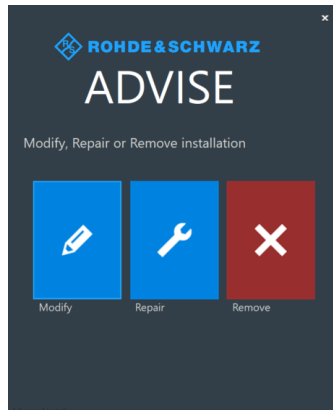 ROHDE & SCHWARZ
ADVISE
Modify, Repair or Remove installation
Modify
Repair
Remove